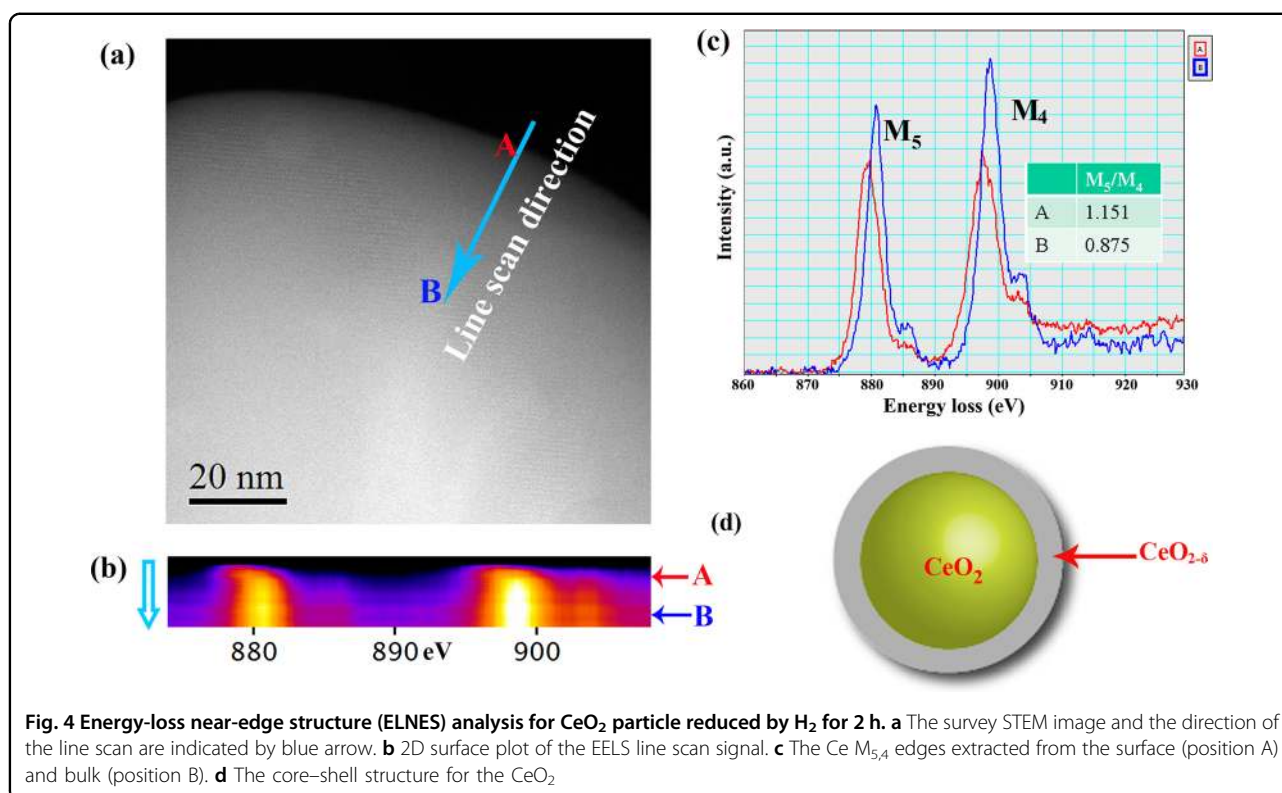 (a)
A
B
Line scan direction
20 nm
(b)
A
B
880
890 eV
900
(c)
A
B
Intensity (a.u.)
M₅
M₄
M₅/M₄
A 1.151
B 0.875
860 870 880 890 900 910 920 930
Energy loss (eV)
(d)
CeO₂
CeO₂₋δ
Fig. 4 Energy-loss near-edge structure (ELNES) analysis for CeO₂ particle reduced by H₂ for 2 h. a The survey STEM image and the direction of
the line scan are indicated by blue arrow. b 2D surface plot of the EELS line scan signal. c The Ce M₅,₄ edges extracted from the surface (position A)
and bulk (position B). d The core–shell structure for the CeO₂